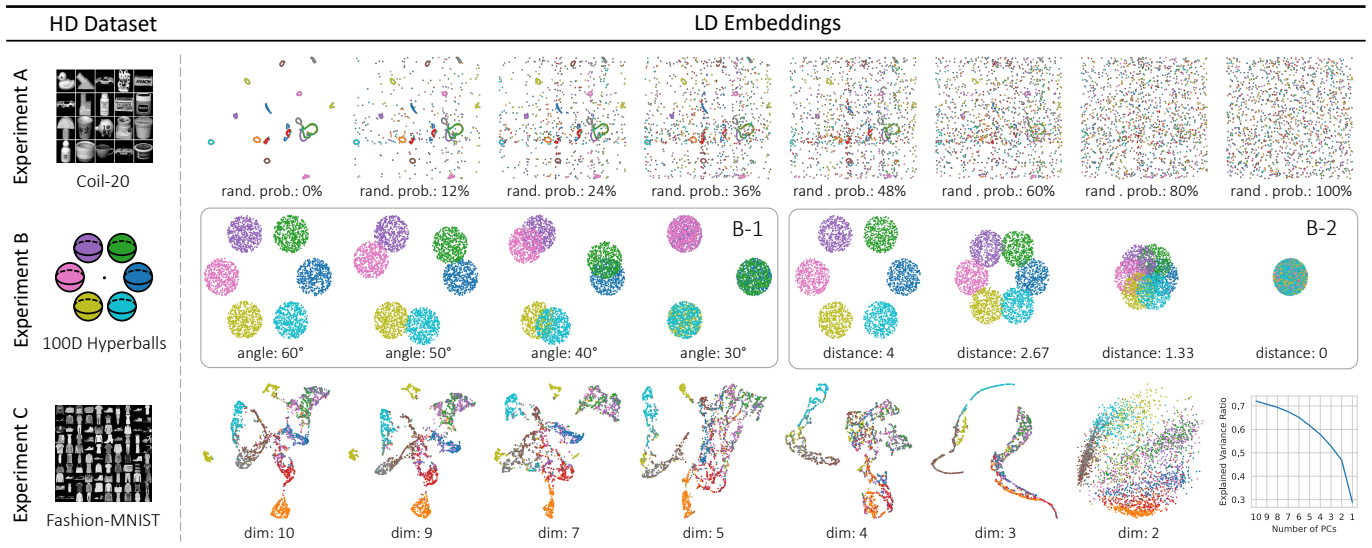 HD Dataset
LD Embeddings
Experiment A
Coil-20
rand. prob.: 0%
rand. prob.: 12%
rand. prob.: 24%
rand. prob.: 36%
rand. prob.: 48%
rand. prob.: 60%
rand . prob.: 80%
rand . prob.: 100%
Experiment B
100D Hyperballs
B-1
angle: 60°
angle: 50°
angle: 40°
angle: 30°
B-2
distance: 4
distance: 2.67
distance: 1.33
distance: 0
Experiment C
Fashion-MNIST
dim: 10
dim: 9
dim: 7
dim: 5
dim: 4
dim: 3
dim: 2
Explained Variance Ratio
0.7
0.6
0.5
0.4
0.3
10 9 8 7 6 5 4 3 2 1
Number of PCs